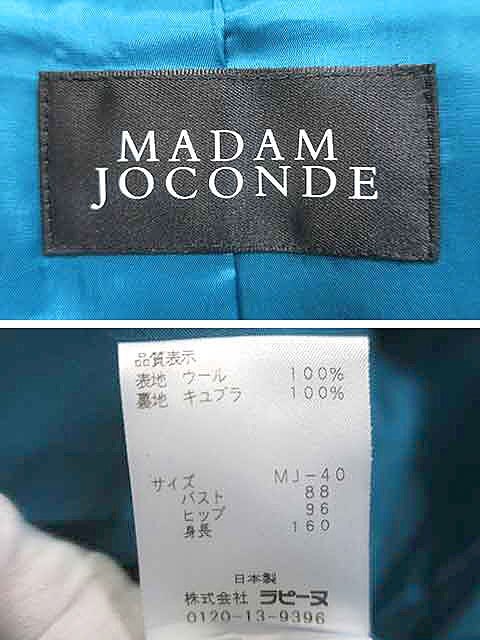 MADAM
JOCONDE
品質表示
表地 ウール 100%
裏地 キュプラ 100%
サイズ MJ-40
バスト 88
ヒップ 96
身長 160
日本製
株式会社 ラピーヌ
0120-13-9396